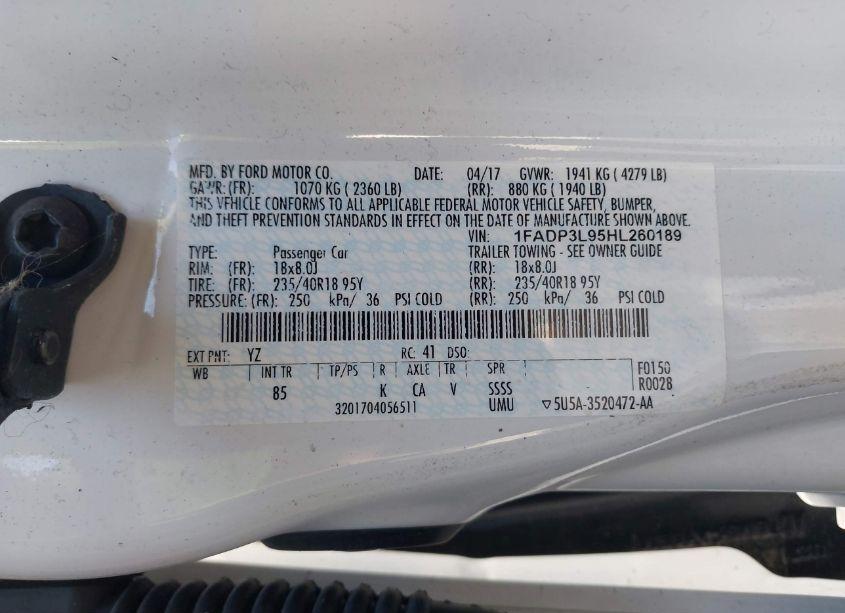 MFD. BY FORD MOTOR CO. DATE: 04/17 GVWR: 1941 KG ( 4279 LB)
GAWR: (FR): 1070 KG ( 2360 LB) (RR): 880 KG ( 1940 LB)
THIS VEHICLE CONFORMS TO ALL APPLICABLE FEDERAL MOTOR VEHICLE SAFETY, BUMPER,
AND THEFT PREVENTION STANDARDS IN EFFECT ON THE DATE OF MANUFACTURE SHOWN ABOVE.
VIN: 1FADP3L95HL260189
TYPE: Passenger Car TRAILER TOWING - SEE OWNER GUIDE
RIM: (FR): 18x8.0J (RR): 18x8.0J
TIRE: (FR): 235/40R18 95Y (RR): 235/40R18 95Y
PRESSURE: (FR): 250 kPa/ 36 PSI COLD (RR): 250 kPa/ 36 PSI COLD
EXT PNT: YZ RC: 41 DSO:
WB INT TR TP/PS R AXLE TR SPR F0150
85 K CA V SSSS R0028
3201704056511 UMU ▽5U5A-3520472-AA